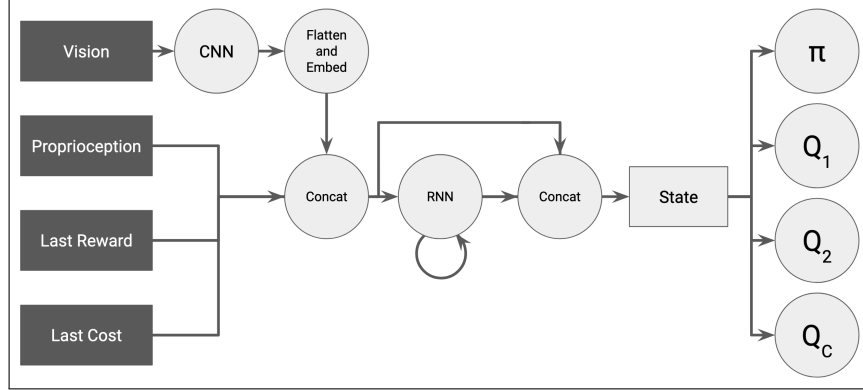 Vision
CNN
Flatten
and
Embed
π
Proprioception
Q1
Concat
RNN
Concat
State
Last Reward
Q2
Last Cost
QC